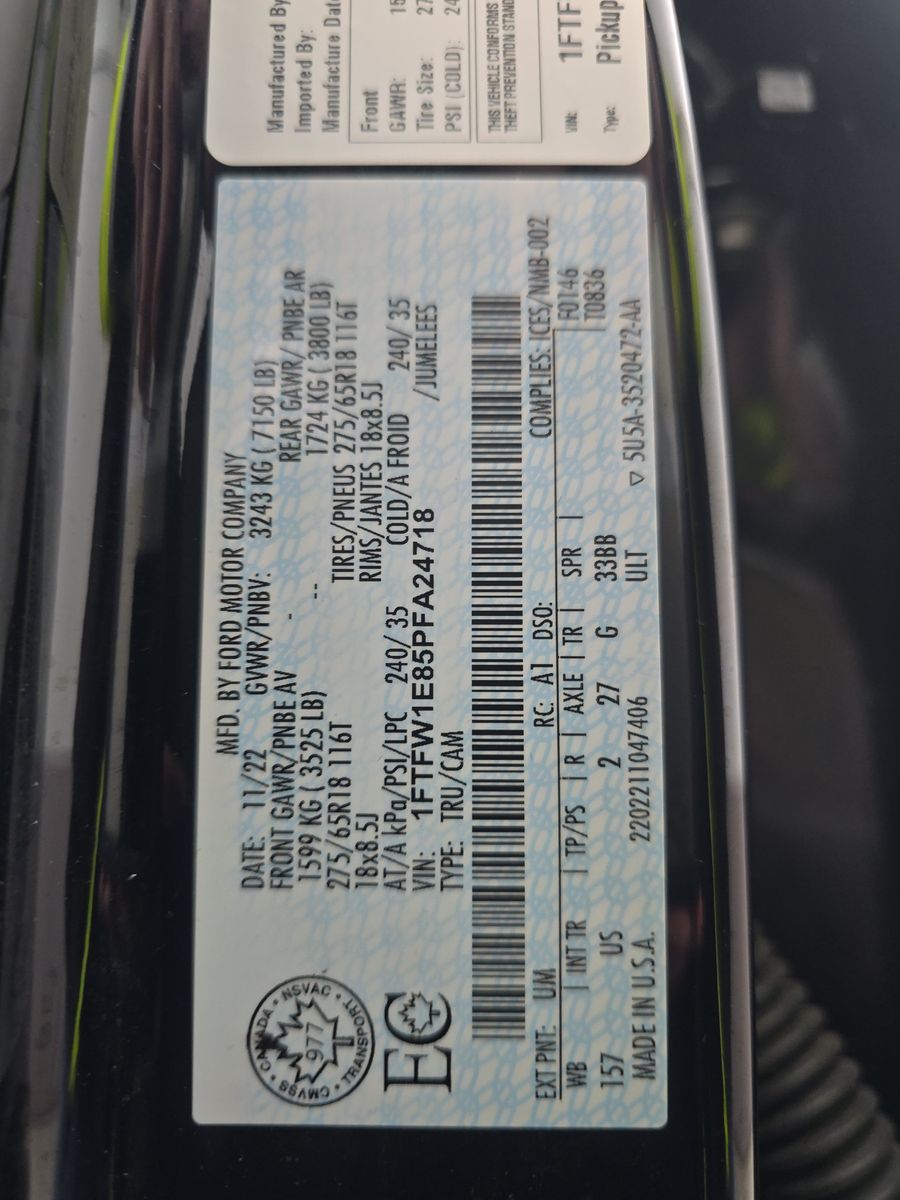 MFD. BY FORD MOTOR COMPANY
DATE: 11/22 GVWR/PNBV: 3243 KG ( 7150 LB)
FRONT GAWR/PNBE AV - REAR GAWR/ PNBE AR
1599 KG ( 3525 LB) -- 1724 KG ( 3800 LB)
275/65R18 116T TIRES/PNEUS 275/65R18 116T
18x8.5J RIMS/JANTES 18x8.5J
AT/A kPa/PSI/LPC 240/ 35 COLD/A FROID 240/ 35
VIN: 1FTFW1E85PFA24718 /JUMELEES
TYPE: TRU/CAM
CANADA • NSVAC • TRANSPORT • CMVSS •
977
EC
EXT PNT: UM RC: A1 DSO: COMPLIES: ICES/NMB-002
WB | INT TR | TP/PS | R | AXLE | TR | SPR | F0146
157 US 2 27 G 33BB T0836
MADE IN U.S.A. 2202211047406 ULT ▽ 5U5A-3520472-AA
Manufactured By
Imported By:
Manufacture Dat
Front
GAWR: 15
Tire Size: 27
PSI (COLD): 24
THIS VEHICLE CONFORMS
THEFT PREVENTION STAND
VIN: 1FTF
Type: Pickup